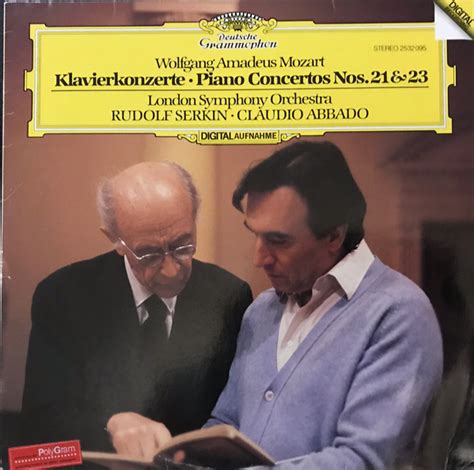 Deutsche
Grammophon
DIGITAL
STEREO 2532 095
Wolfgang Amadeus Mozart
Klavierkonzerte · Piano Concertos Nos. 21 & 23
London Symphony Orchestra
RUDOLF SERKIN · CLAUDIO ABBADO
DIGITAL AUFNAHME
PolyGram